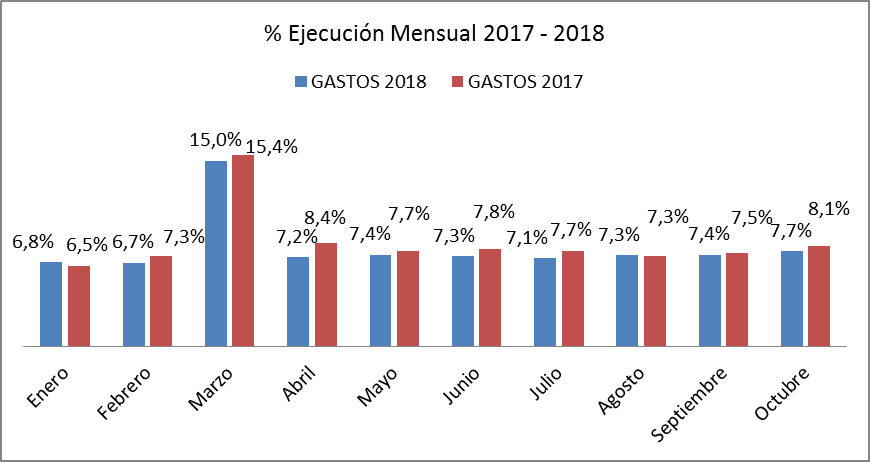 % Ejecución Mensual 2017 - 2018
GASTOS 2018 GASTOS 2017
6,8% 6,5% 6,7% 7,3% 15,0% 15,4% 7,2% 8,4% 7,4% 7,7% 7,3% 7,8% 7,1% 7,7% 7,3% 7,3% 7,4% 7,5% 7,7% 8,1%
Enero Febrero Marzo Abril Mayo Junio Julio Agosto Septiembre Octubre